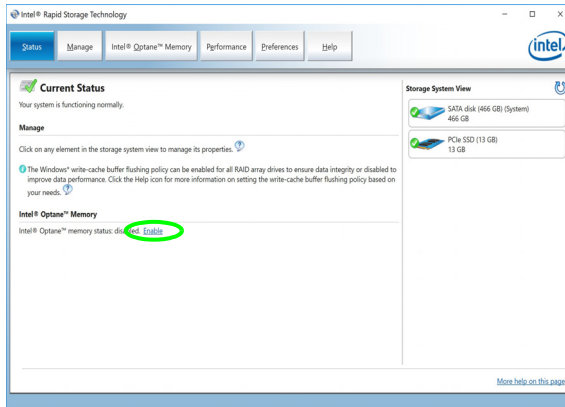 Intel® Rapid Storage Technology
Status Manage Intel® Optane™ Memory Performance Preferences Help
intel
Current Status
Your system is functioning normally.
Manage
Click on any element in the storage system view to manage its properties.
The Windows* write-cache buffer flushing policy can be enabled for all RAID array drives to ensure data integrity or disabled to
improve data performance. Click the Help icon for more information on setting the write-cache buffer flushing policy based on
your needs.
Intel® Optane™ Memory
Intel® Optane™ memory status: disabled. Enable
Storage System View
SATA disk (466 GB) (System)
466 GB
PCIe SSD (13 GB)
13 GB
More help on this page